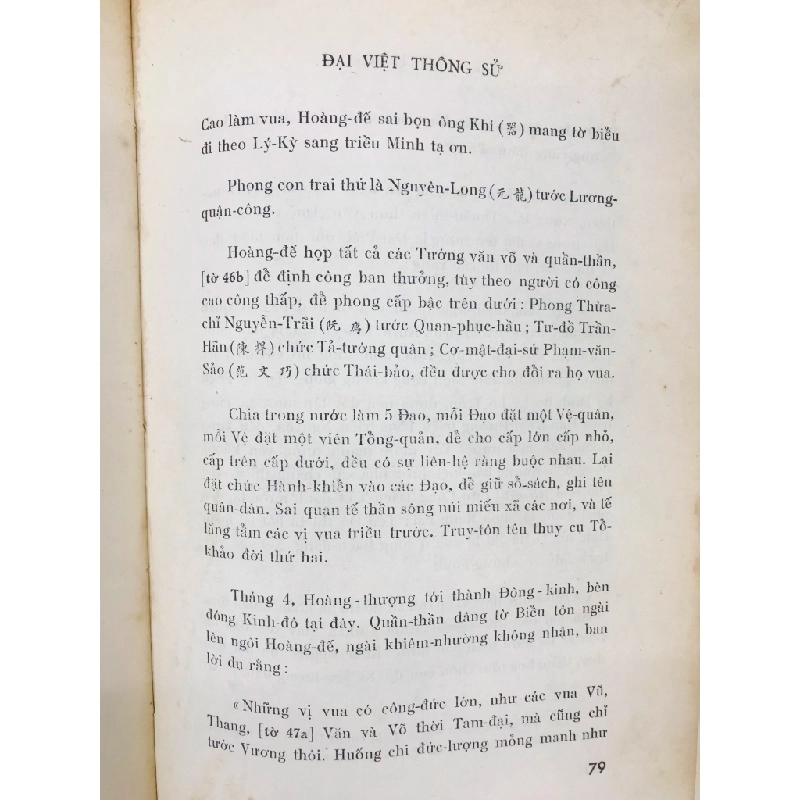 ĐẠI VIỆT THÔNG SỬ
Cao làm vua, Hoàng-đế sai bọn ông Khi ( ) mang tờ biểu
đi theo Lý-Kỳ sang triều Minh tạ ơn.
Phong con trai thứ là Nguyên-Long (元 龍) tước Lương-
quận-công.
Hoàng-đế họp tất cả các Tướng văn võ và quần-thần,
[tờ 46b] để định công ban thưởng, tùy theo người có công
cao công thấp, để phong cấp bậc trên dưới : Phong Thừa-
chỉ Nguyễn-Trãi (阮 廌) tước Quan-phục-hầu ; Tư-đồ Trần-
Hãn (陳 扞) chức Tả-tướng quân ; Cơ-mật-đại-sứ Phạm-văn-
Sảo (范 文 巧) chức Thái-bảo, đều được cho đổi ra họ vua.
Chia trong nước làm 5 Đạo, mỗi Đạo đặt một Vệ-quân,
mỗi Vệ đặt một viên Tổng-quản, để cho cấp lớn cấp nhỏ,
cấp trên cấp dưới, đều có sự liên-hệ ràng buộc nhau. Lại
đặt chức Hành-khiển vào các Đạo, để giữ sổ-sách, ghi tên
quân-dân. Sai quan tế thần sông núi miếu xã các nơi, và tế
lăng tẩm các vị vua triều trước. Truy-tôn tên thụy cụ Tổ-
khảo đời thứ hai.
Tháng 4, Hoàng-thượng tới thành Đông-kinh, bèn
đóng Kinh-đô tại đây. Quần-thần dâng tờ Biểu tôn ngài
lên ngôi Hoàng-đế, ngài khiêm-nhường không nhận, ban
lời dụ rằng :
«Những vị vua có công-đức lớn, như các vua Vũ,
Thang, [tờ 47a] Văn và Võ thời Tam-đại, mà cũng chỉ
tước Vương thôi. Huống chi đức-lượng mỏng manh như
79